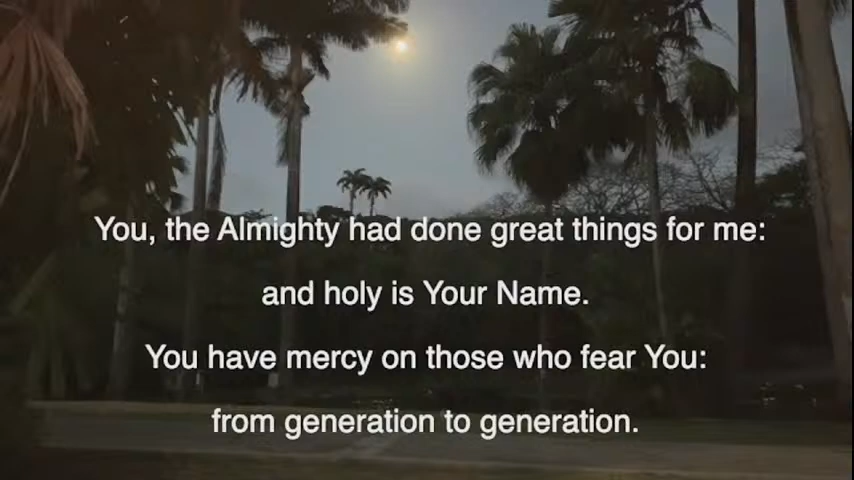 You, the Almighty had done great things for me:
and holy is Your Name.
You have mercy on those who fear You:
from generation to generation.